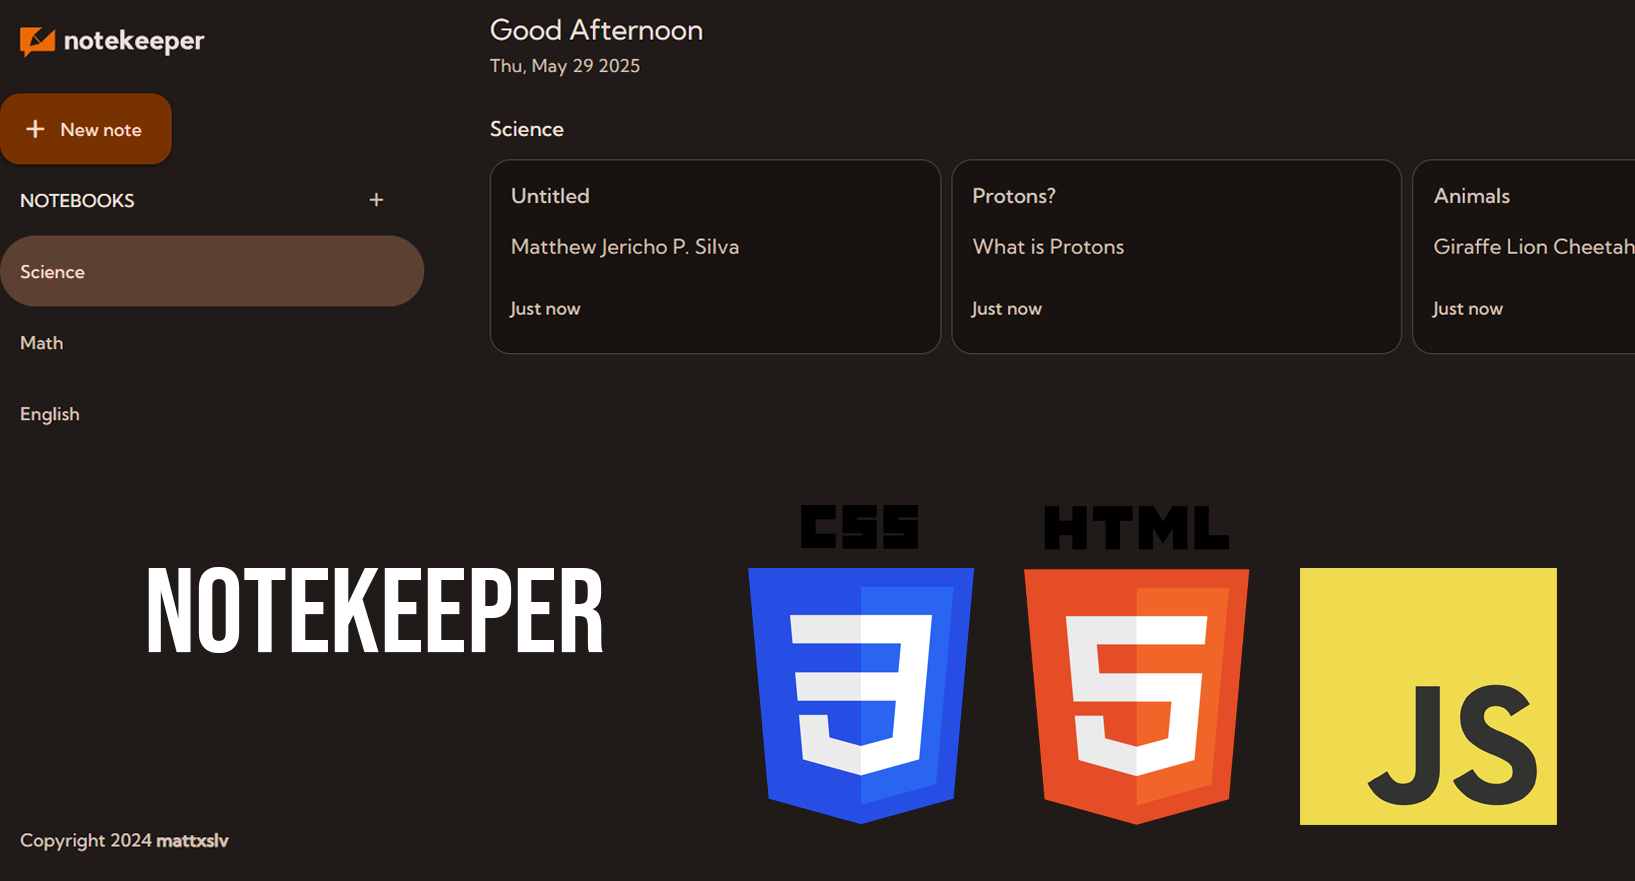 notekeeper
Good Afternoon
Thu, May 29 2025
New note
NOTEBOOKS
Science
Math
English
Science
Untitled
Matthew Jericho P. Silva
Just now
Protons?
What is Protons
Just now
Animals
Giraffe Lion Cheetah
Just now
NOTEKEEPER
CSS
3
HTML
5
JS
Copyright 2024 mattxslv